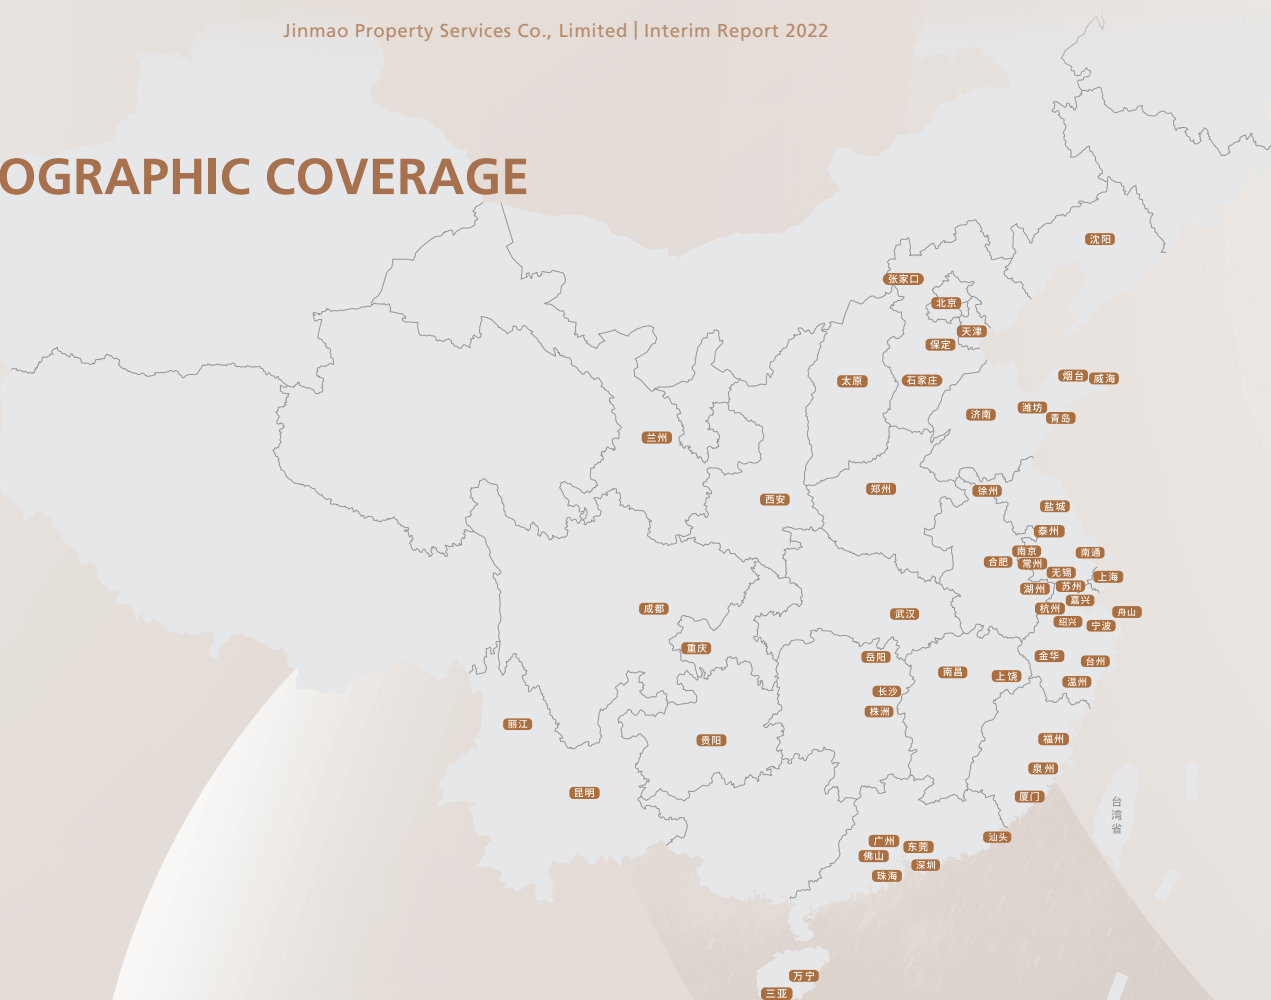 Jinmao Property Services Co., Limited | Interim Report 2022
OGRAPHIC COVERAGE
沈阳
张家口
北京
天津
保定
太原
石家庄
烟台
威海
潍坊
济南
青岛
兰州
郑州
徐州
西安
盐城
泰州
南京
南通
合肥
常州
无锡
上海
湖州
苏州
嘉兴
成都
杭州
舟山
武汉
绍兴
宁波
重庆
岳阳
金华
台州
南昌
上饶
温州
长沙
株洲
丽江
贵阳
福州
泉州
昆明
厦门
台湾省
汕头
广州
东莞
佛山
深圳
珠海
万宁
三亚